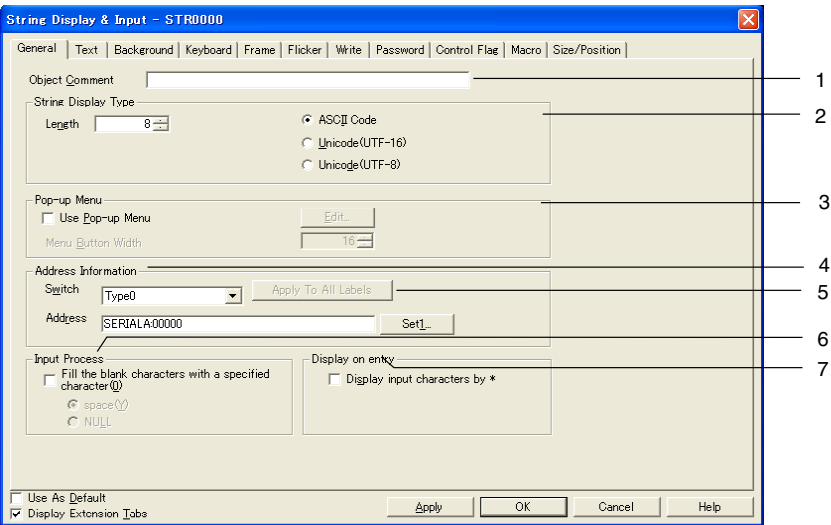 String Display & Input - STR0000
General Text Background Keyboard Frame Flicker Write Password Control Flag Macro Size/Position
Object Comment 1
String Display Type
Length 8 ASCII Code 2
Unicode(UTF-16)
Unicode(UTF-8)
Pop-up Menu 3
Use Pop-up Menu Edit...
Menu Button Width 16
Address Information 4
Switch Type0 Apply To All Labels 5
Address SERIALA:00000 Set1...
6
Input Process Display on entry 7
Fill the blank characters with a specified
character(O) Display input characters by *
space(Y)
NULL
Use As Default
Display Extension Tabs Apply OK Cancel Help